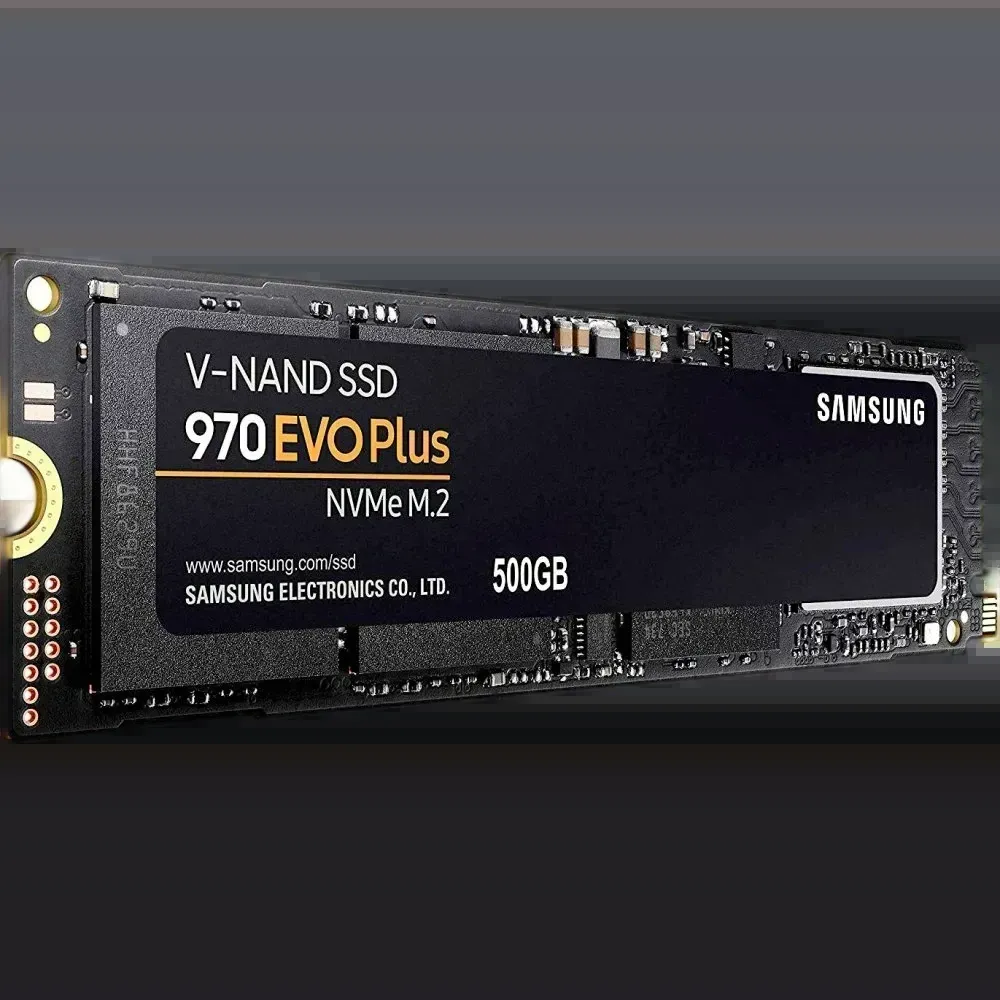 V-NAND SSD
970 EVO Plus
NVMe M.2
www.samsung.com/ssd
SAMSUNG ELECTRONICS CO., LTD.
500GB
SAMSUNG